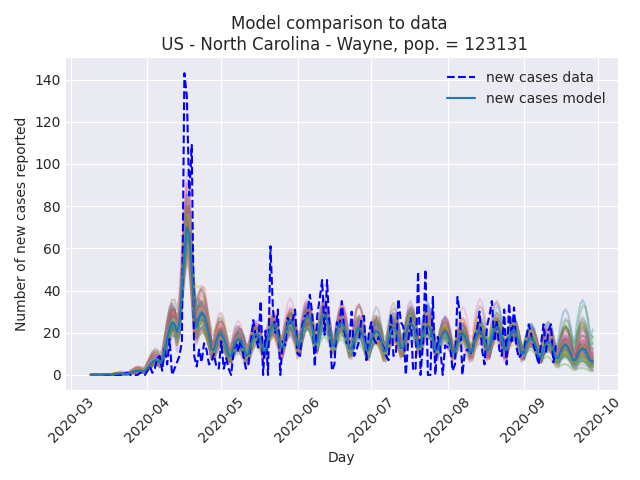 Model comparison to data
US - North Carolina - Wayne, pop. = 123131
new cases data
new cases model
Number of new cases reported
140
120
100
80
60
40
20
0
2020-03
2020-04
2020-05
2020-06
2020-07
2020-08
2020-09
2020-10
Day